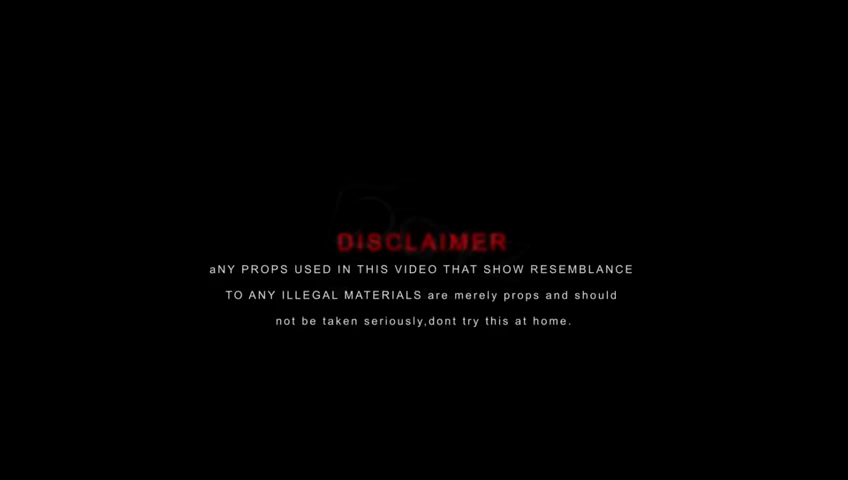 DISCLAIMER
aNY PROPS USED IN THIS VIDEO THAT SHOW RESEMBLANCE
TO ANY ILLEGAL MATERIALS are merely props and should
not be taken seriously,dont try this at home.